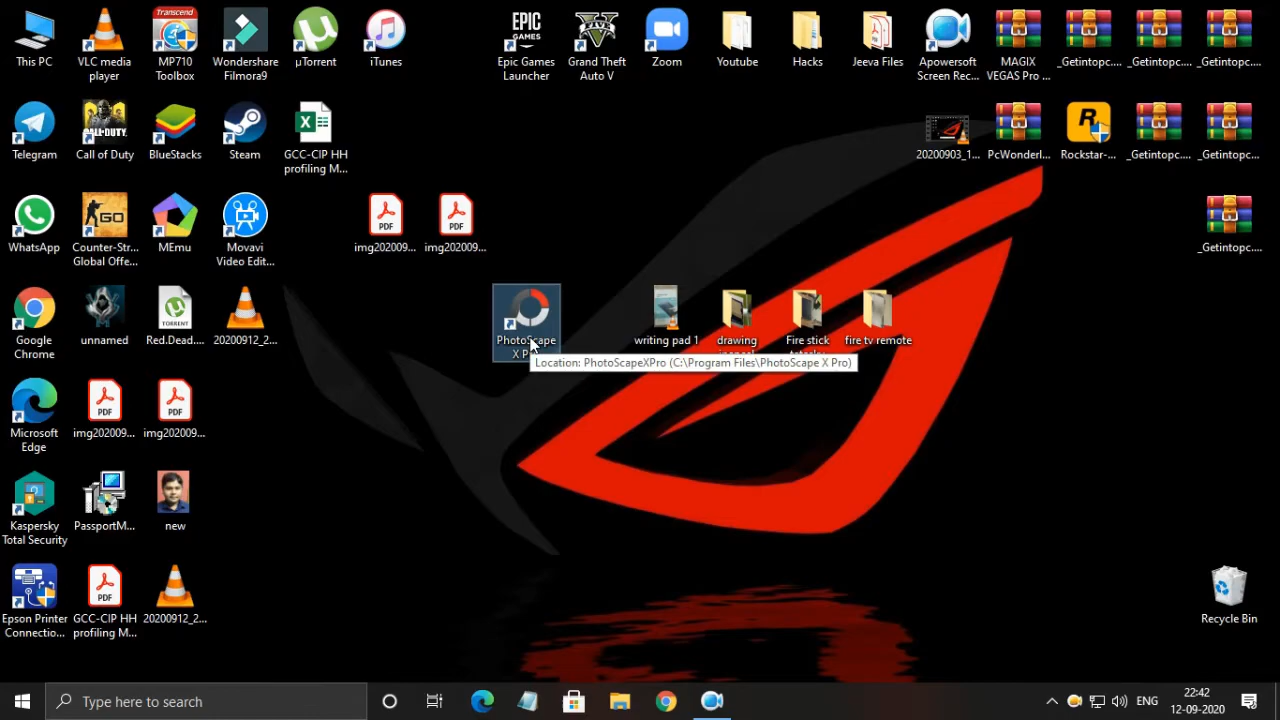 This PC
VLC media
player
Transcend
MP710
Toolbox
Wondershare
Filmora9
µTorrent
iTunes
EPIC
GAMES
Epic Games
Launcher
Grand Theft
Auto V
Zoom
Youtube
Hacks
Jeeva Files
Apowersoft
Screen Rec...
MAGIX
VEGAS Pro ...
_Getintopc....
_Getintopc....
_Getintopc....
Telegram
CALL OF DUTY
Call of Duty
BlueStacks
Steam
GCC-CIP HH
profiling M...
20200903_1...
PcWonderl...
R
Rockstar-...
_Getintopc....
_Getintopc....
WhatsApp
GO
Counter-Str...
Global Offe...
MEmu
Movavi
Video Edit...
PDF
img202009...
PDF
img202009...
_Getintopc....
Google
Chrome
unnamed
TORRENT
Red.Dead....
20200912_2...
PhotoScape
X P
writing pad 1
drawing
Fire stick
fire tv remote
Location: PhotoScapeXPro (C:\Program Files\PhotoScape X Pro)
Microsoft
Edge
PDF
img202009...
PDF
img202009...
Kaspersky
Total Security
PassportM...
new
Epson Printer
Connectio...
PDF
GCC-CIP HH
profiling M...
20200912_2...
Recycle Bin
Type here to search
ENG
22:42
12-09-2020